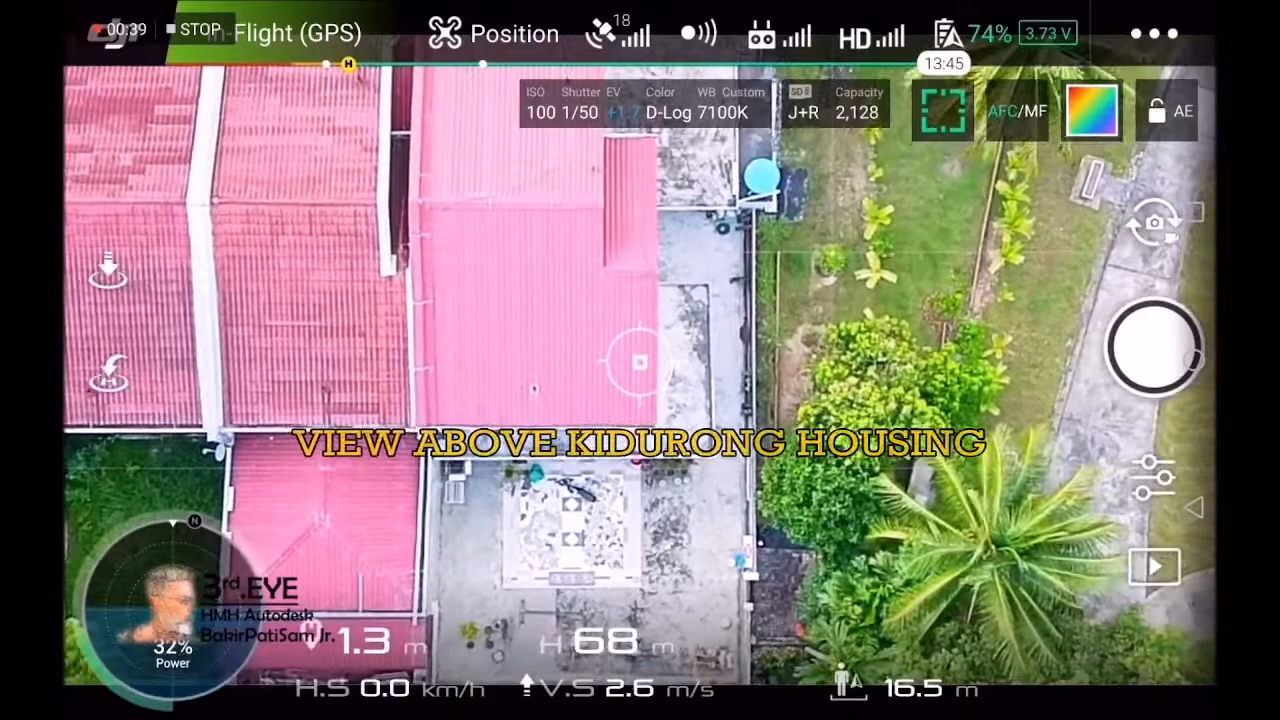 00:39 STOP
In-Flight (GPS)
Position
18
HD
74% 3.73 V
13:45
ISO Shutter EV Color WB Custom
100 1/50 +1.7 D-Log 7100K
SD Capacity
J+R 2,128
AFC/MF
AE
H
VIEW ABOVE KIDURONG HOUSING
N
3rd.EYE
HMH Autodesk
BakirPatiSam Jr.
32%
Power
1.3 m
H 68 m
H.S 0.0 km/h
V.S 2.6 m/s
16.5 m